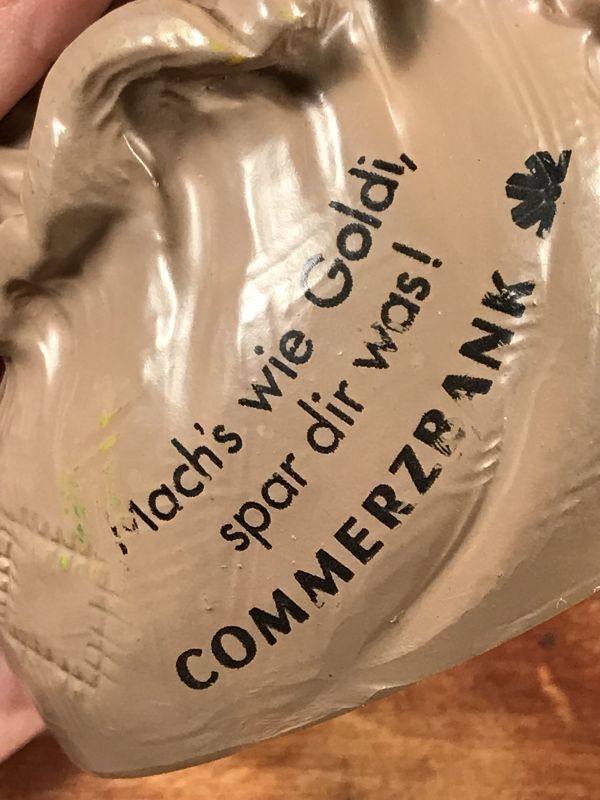 Mach's wie Goldi,
spar dir was!
COMMERZBANK